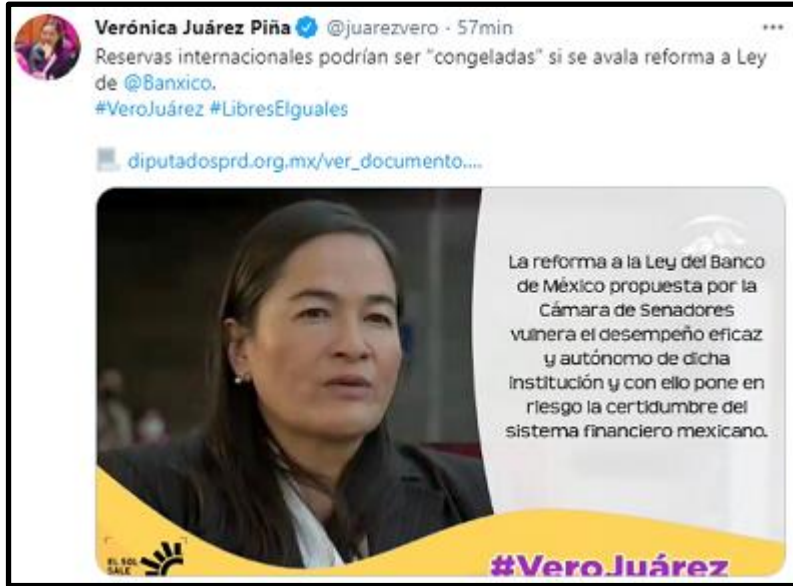 Verónica Juárez Piña @juarezvero · 57min ...
Reservas internacionales podrían ser "congeladas" si se avala reforma a Ley
de @Banxico.
#VeroJuárez #LibresEIguales
diputadosprd.org.mx/ver_documento....
La reforma a la Ley del Banco
de México propuesta por la
Cámara de Senadores
vulnera el desempeño eficaz
y autónomo de dicha
institución y con ello pone en
riesgo la certidumbre del
sistema financiero mexicano.
EL SOL
SALE
#VeroJuárez